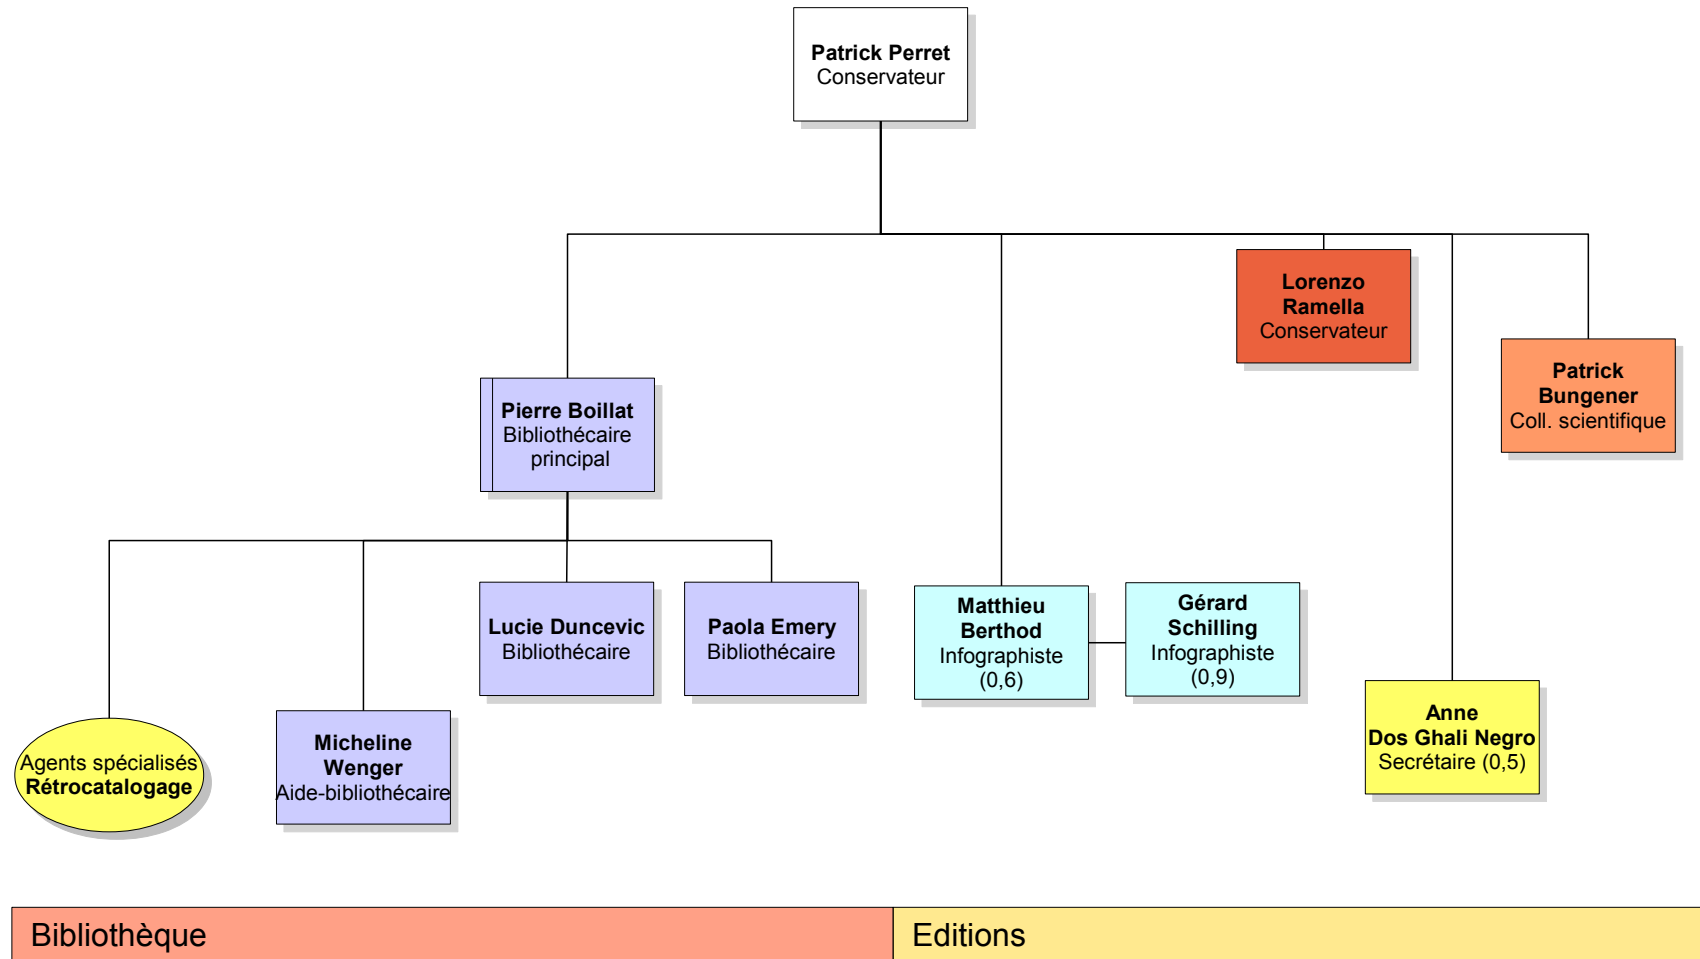 Patrick Perret
Conservateur
Lorenzo
Ramella
Conservateur
Patrick
Bungener
Coll. scientifique
Pierre Boillat
Bibliothécaire
principal
Lucie Duncevic
Bibliothécaire
Paola Emery
Bibliothécaire
Matthieu
Berthod
Infographiste
(0,6)
Gérard
Schilling
Infographiste
(0,9)
Anne
Dos Ghali Negro
Secrétaire (0,5)
Micheline
Wenger
Aide-bibliothécaire
Agents spécialisés
Rétrocatalogage
Bibliothèque
Editions